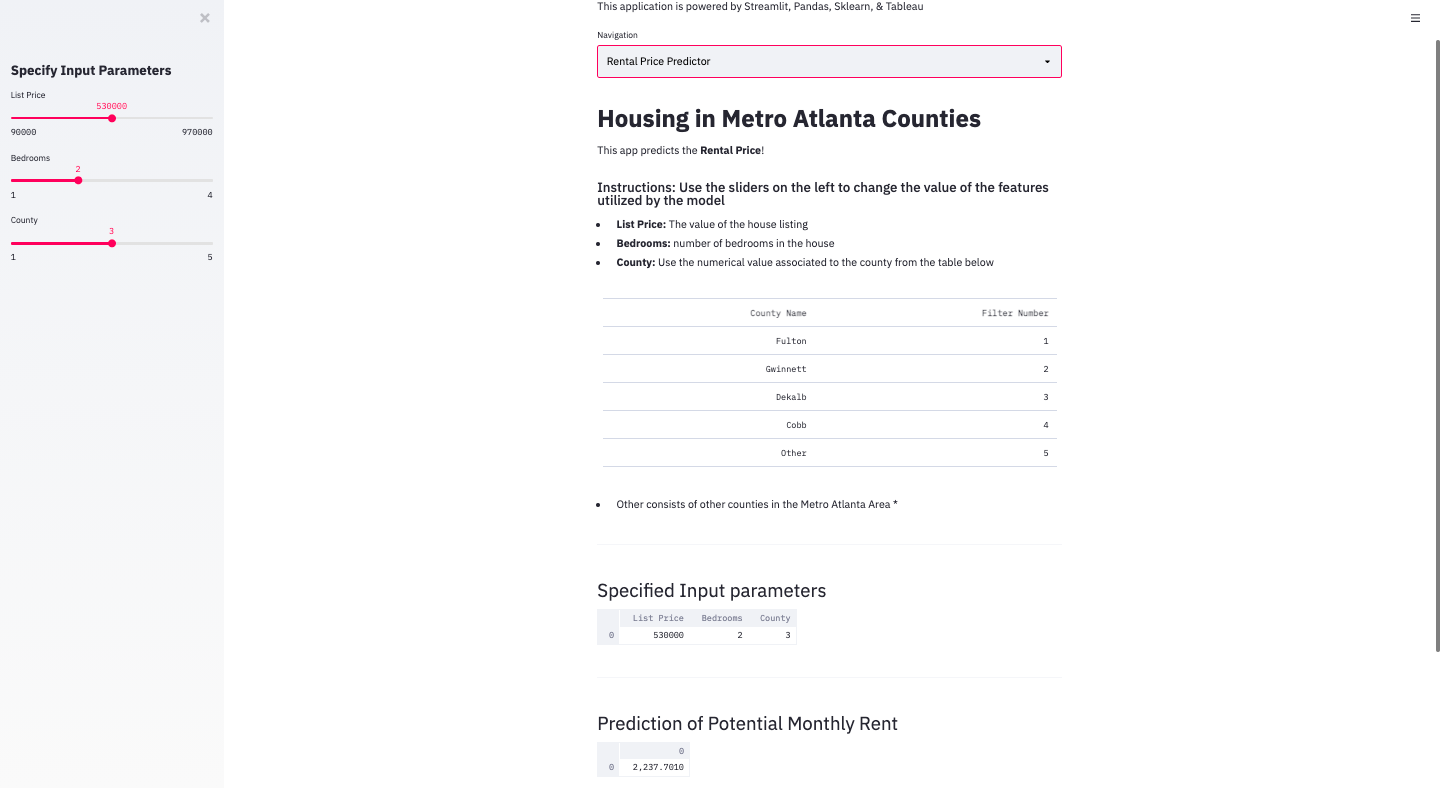 ×
Specify Input Parameters
List Price
530000
90000 970000
Bedrooms
2
1 4
County
3
1 5
This application is powered by Streamlit, Pandas, Sklearn, & Tableau
Navigation
Rental Price Predictor
Housing in Metro Atlanta Counties
This app predicts the Rental Price!
Instructions: Use the sliders on the left to change the value of the features
utilized by the model
• List Price: The value of the house listing
• Bedrooms: number of bedrooms in the house
• County: Use the numerical value associated to the county from the table below
County Name Filter Number
Fulton 1
Gwinnett 2
Dekalb 3
Cobb 4
Other 5
• Other consists of other counties in the Metro Atlanta Area *
Specified Input parameters
List Price Bedrooms County
0 530000 2 3
Prediction of Potential Monthly Rent
0
0 2,237.7010